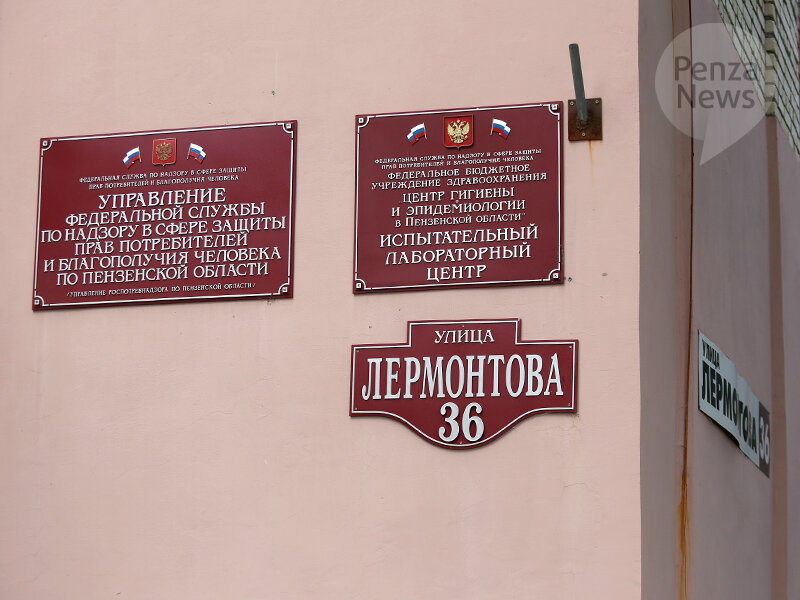 ФЕДЕРАЛЬНАЯ СЛУЖБА ПО НАДЗОРУ В СФЕРЕ ЗАЩИТЫ
ПРАВ ПОТРЕБИТЕЛЕЙ И БЛАГОПОЛУЧИЯ ЧЕЛОВЕКА
УПРАВЛЕНИЕ
ФЕДЕРАЛЬНОЙ СЛУЖБЫ
ПО НАДЗОРУ В СФЕРЕ ЗАЩИТЫ
ПРАВ ПОТРЕБИТЕЛЕЙ
И БЛАГОПОЛУЧИЯ ЧЕЛОВЕКА
ПО ПЕНЗЕНСКОЙ ОБЛАСТИ
/УПРАВЛЕНИЕ РОСПОТРЕБНАДЗОРА ПО ПЕНЗЕНСКОЙ ОБЛАСТИ/
ФЕДЕРАЛЬНАЯ СЛУЖБА ПО НАДЗОРУ В СФЕРЕ ЗАЩИТЫ
ПРАВ ПОТРЕБИТЕЛЕЙ И БЛАГОПОЛУЧИЯ ЧЕЛОВЕКА
ФЕДЕРАЛЬНОЕ БЮДЖЕТНОЕ
УЧРЕЖДЕНИЕ ЗДРАВООХРАНЕНИЯ
ЦЕНТР ГИГИЕНЫ
И ЭПИДЕМИОЛОГИИ
В ПЕНЗЕНСКОЙ ОБЛАСТИ"
ИСПЫТАТЕЛЬНЫЙ
ЛАБОРАТОРНЫЙ
ЦЕНТР
УЛИЦА
ЛЕРМОНТОВА
36
УЛИЦА
ЛЕРМОНТОВА 36
Penza
News